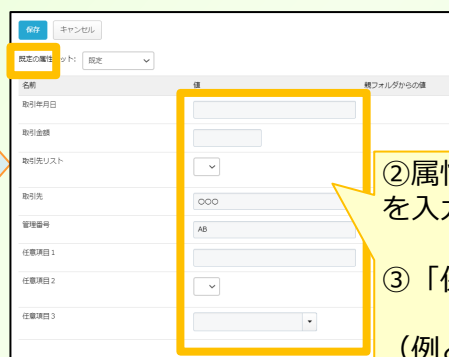 保存 キャンセル
既定の属性セット: 既定
名前 値 親フォルダからの値
取引年月日
取引金額
取引先リスト
取引先 〇〇〇
管理番号 AB
任意項目1
任意項目2
任意項目3
②属性
を入力
③「保
(例